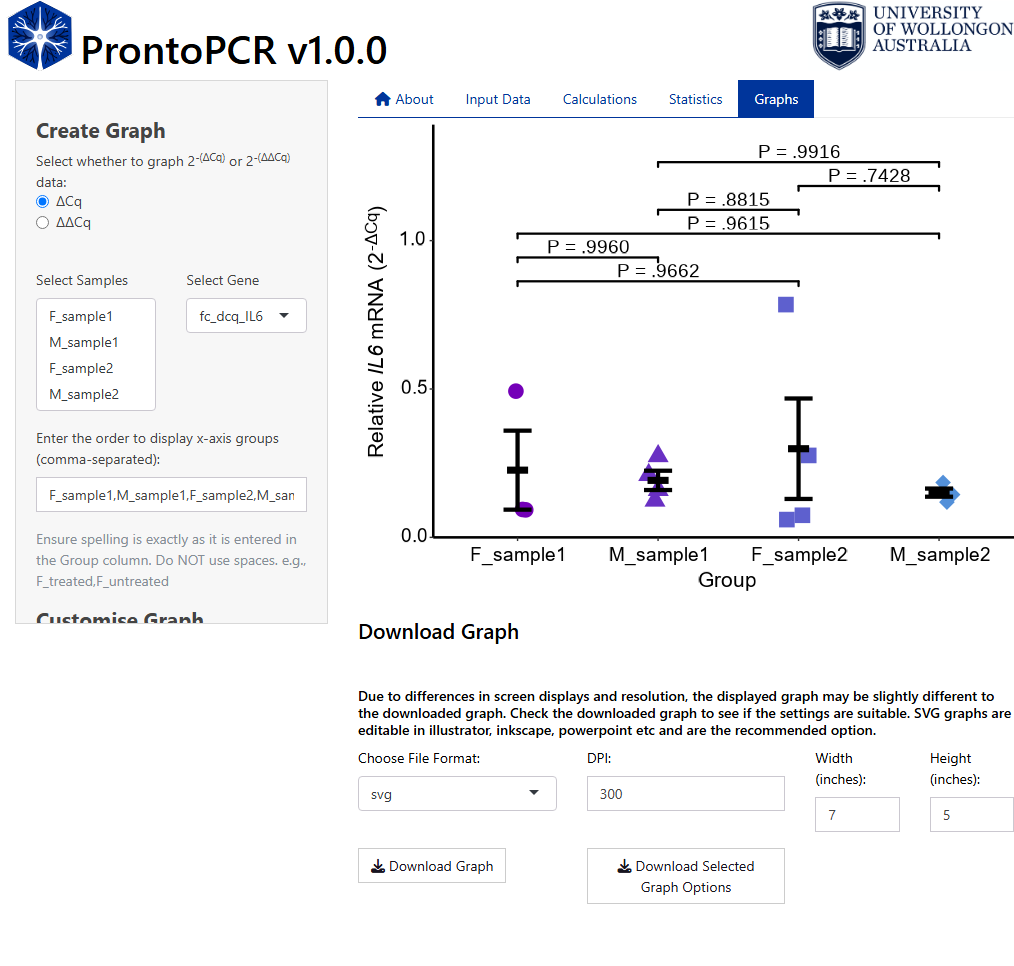 ProntoPCR v1.0.0
UNIVERSITY
OF WOLLONGONG
AUSTRALIA
About
Input Data
Calculations
Statistics
Graphs
Create Graph
Select whether to graph 2-(ΔCq) or 2-(ΔΔCq)
data:
ΔCq
ΔΔCq
Select Samples
Select Gene
F_sample1
M_sample1
F_sample2
M_sample2
fc_dcq_IL6
Enter the order to display x-axis groups
(comma-separated):
F_sample1,M_sample1,F_sample2,M_san
Ensure spelling is exactly as it is entered in
the Group column. Do NOT use spaces. e.g.,
F_treated,F_untreated
Customise Graph
P = .9916
P = .7428
P = .8815
P = .9615
P = .9960
P = .9662
Relative IL6 mRNA (2-ΔCq)
1.0
0.5
0.0
F_sample1
M_sample1
F_sample2
M_sample2
Group
Download Graph
Due to differences in screen displays and resolution, the displayed graph may be slightly different to
the downloaded graph. Check the downloaded graph to see if the settings are suitable. SVG graphs are
editable in illustrator, inkscape, powerpoint etc and are the recommended option.
Choose File Format:
DPI:
Width
(inches):
Height
(inches):
svg
300
7
5
Download Graph
Download Selected
Graph Options